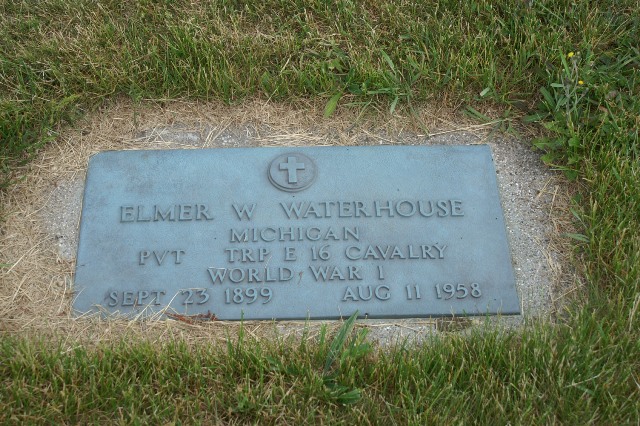 ELMER W WATERHOUSE
MICHIGAN
PVT TRP E 16 CAVALRY
WORLD WAR I
SEPT 23 1899 AUG 11 1958